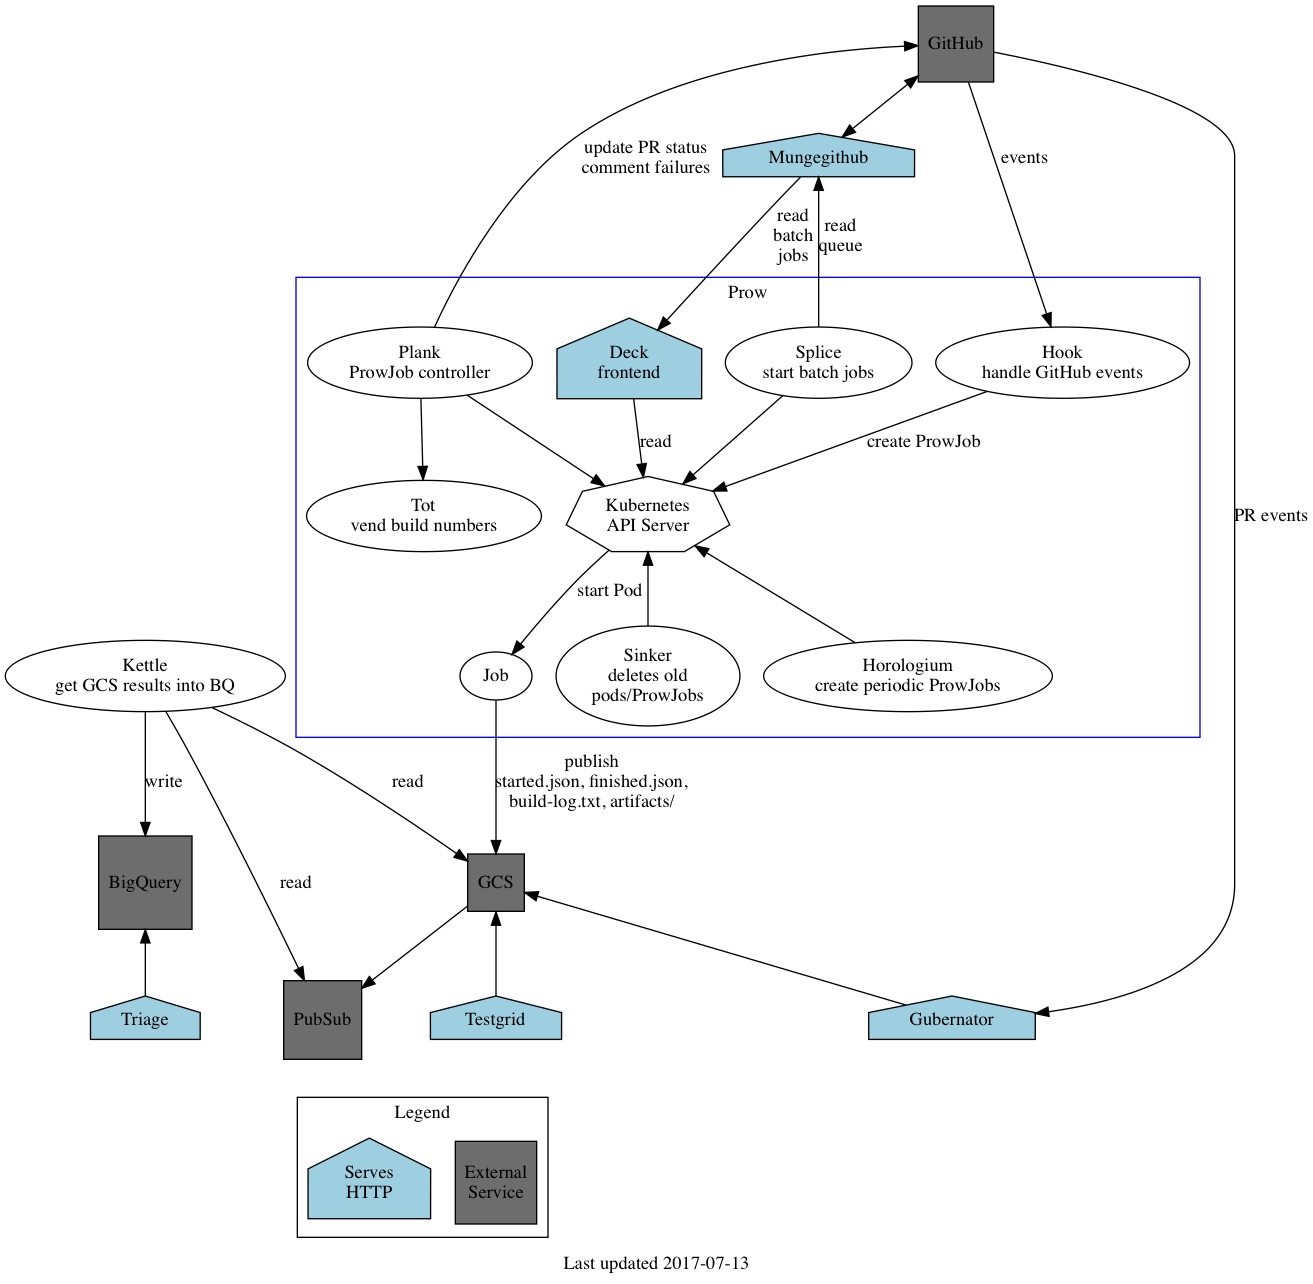 GitHub
update PR status
comment failures
Mungegithub
events
read
batch
jobs
read
queue
Prow
Plank
ProwJob controller
Deck
frontend
Splice
start batch jobs
Hook
handle GitHub events
read
create ProwJob
Tot
vend build numbers
Kubernetes
API Server
PR events
start Pod
Kettle
get GCS results into BQ
Job
Sinker
deletes old
pods/ProwJobs
Horologium
create periodic ProwJobs
write
read
publish
started.json, finished.json,
build-log.txt, artifacts/
BigQuery
read
GCS
Triage
PubSub
Testgrid
Gubernator
Legend
Serves
HTTP
External
Service
Last updated 2017-07-13